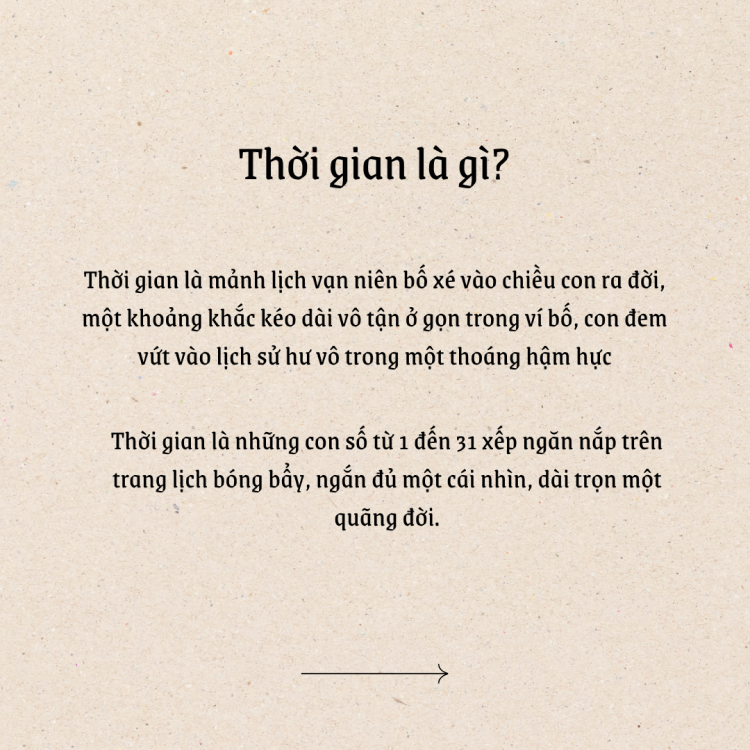 Thời gian là gì?
Thời gian là mảnh lịch vạn niên bố xé vào chiều con ra đời,
một khoảng khắc kéo dài vô tận ở gọn trong ví bố, con đem
vứt vào lịch sử hư vô trong một thoáng hậm hực
Thời gian là những con số từ 1 đến 31 xếp ngăn nắp trên
trang lịch bóng bẩy, ngắn đủ một cái nhìn, dài trọn một
quãng đời.